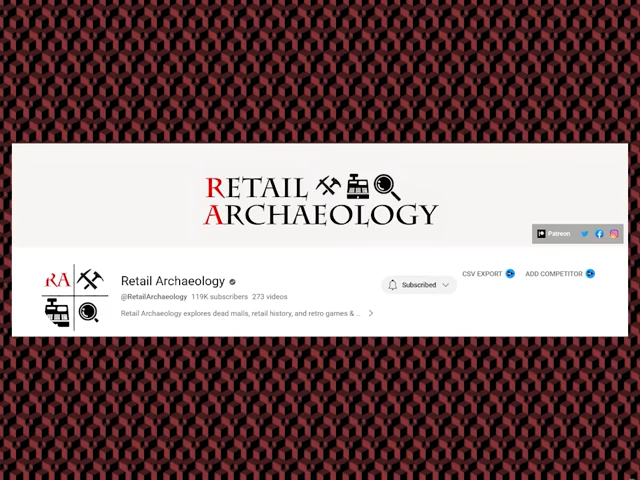 RETAIL
ARCHAEOLOGY
Patreon
RA
Retail Archaeology
@RetailArchaeology 119K subscribers 273 videos
Retail Archaeology explores dead malls, retail history, and retro games & ...
Subscribed
CSV EXPORT ADD COMPETITOR